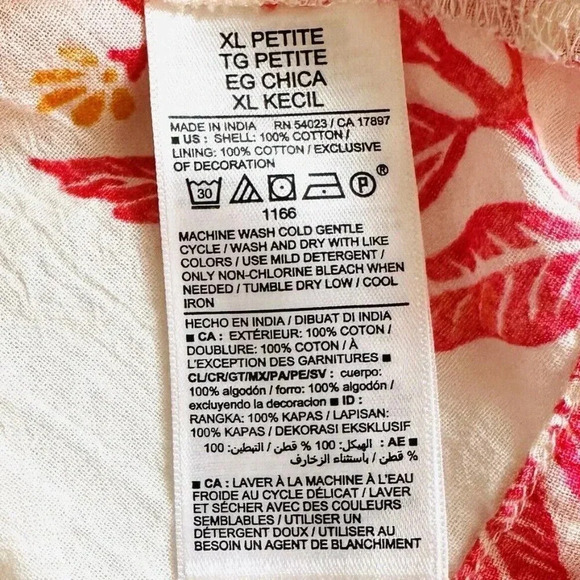 XL PETITE
TG PETITE
EG CHICA
XL KECIL
MADE IN INDIA RN 54023 / CA 17897
■ US : SHELL: 100% COTTON /
LINING: 100% COTTON / EXCLUSIVE
OF DECORATION
30 P ®
1166
MACHINE WASH COLD GENTLE
CYCLE / WASH AND DRY WITH LIKE
COLORS / USE MILD DETERGENT /
ONLY NON-CHLORINE BLEACH WHEN
NEEDED / TUMBLE DRY LOW / COOL
IRON
HECHO EN INDIA / DIBUAT DI INDIA
■ CA : EXTÉRIEUR: 100% COTON /
DOUBLURE: 100% COTON / À
L'EXCEPTION DES GARNITURES ■
CL/CR/GT/MX/PA/PE/SV : cuerpo:
100% algodón / forro: 100% algodón /
excluyendo la decoracion ■ ID :
RANGKA: 100% KAPAS / LAPISAN:
100% KAPAS / DEKORASI EKSKLUSIF
■ AE : الهيكل: 100 % قطن / التبطين: 100
% قطن / بأستثناء الزخارف
■ CA : LAVER À LA MACHINE À L'EAU
FROIDE AU CYCLE DÉLICAT / LAVER
ET SÉCHER AVEC DES COULEURS
SEMBLABLES / UTILISER UN
DÉTERGENT DOUX / UTILISER AU
BESOIN UN AGENT DE BLANCHIMENT